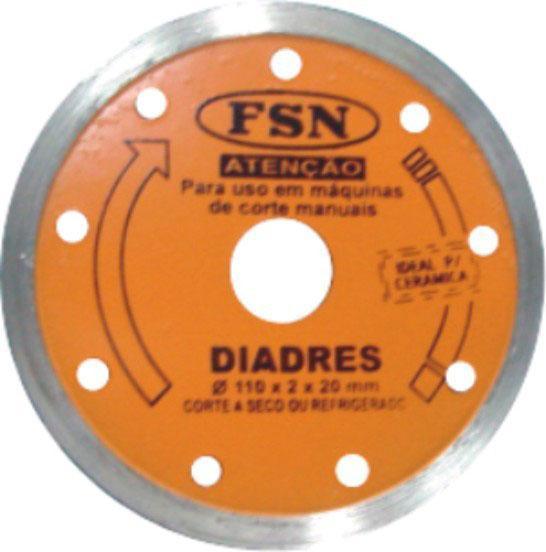 FSN
ATENÇÃO
Para uso em máquinas
de corte manuais
IDEAL P/
CERAMICA
DIADRES
Ø 110 x 2 x 20 mm
CORTE A SECO OU REFRIGERADO